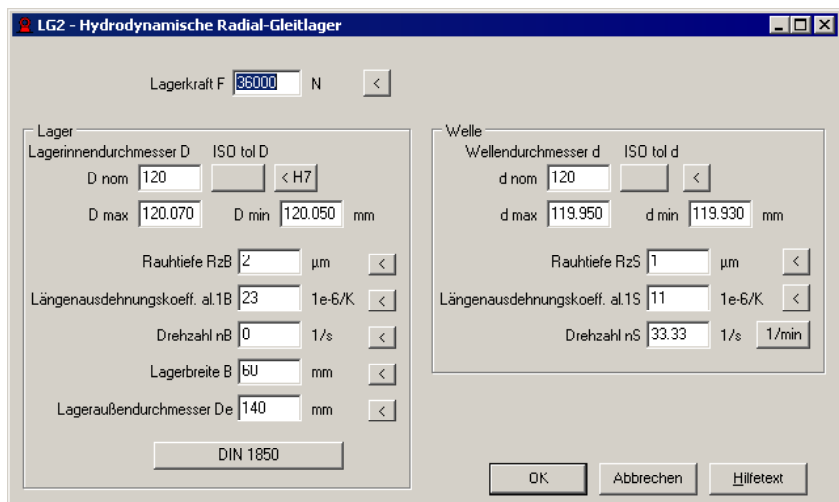 LG2 - Hydrodynamische Radial-Gleitlager
Lagerkraft F 36000 N <
Lager
Lagerinnendurchmesser D ISO tol D
D nom 120 < H7
D max 120.070 D min 120.050 mm
Rauhtiefe RzB 2 µm <
Längenausdehnungskoeff. al.1B 23 1e-6/K <
Drehzahl nB 0 1/s <
Lagerbreite B 60 mm <
Lageraußendurchmesser De 140 mm <
DIN 1850
Welle
Wellendurchmesser d ISO tol d
d nom 120 <
d max 119.950 d min 119.930 mm
Rauhtiefe RzS 1 µm <
Längenausdehnungskoeff. al.1S 11 1e-6/K <
Drehzahl nS 33.33 1/s 1/min
OK Abbrechen Hilfetext